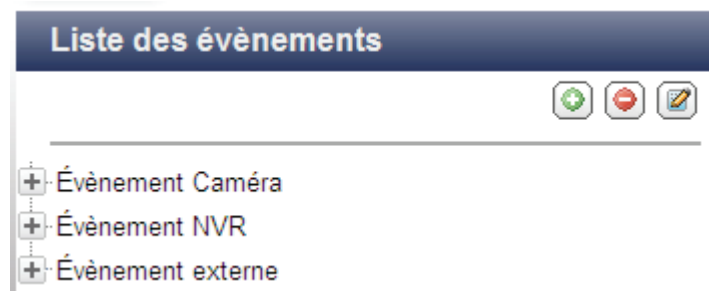 Liste des évènements
Évènement Caméra
Évènement NVR
Évènement externe